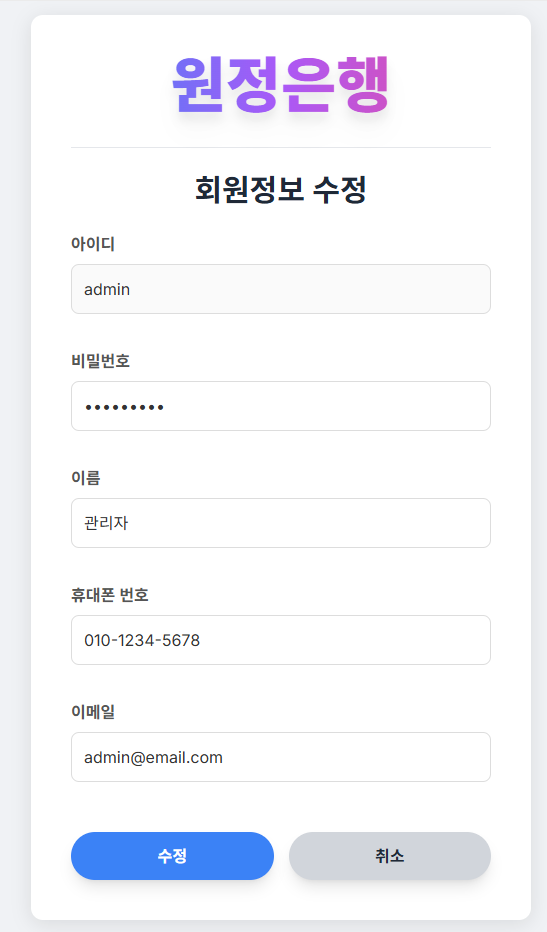 원정은행
회원정보 수정
아이디
admin
비밀번호
•••••••••
이름
관리자
휴대폰 번호
010-1234-5678
이메일
admin@email.com
수정 취소